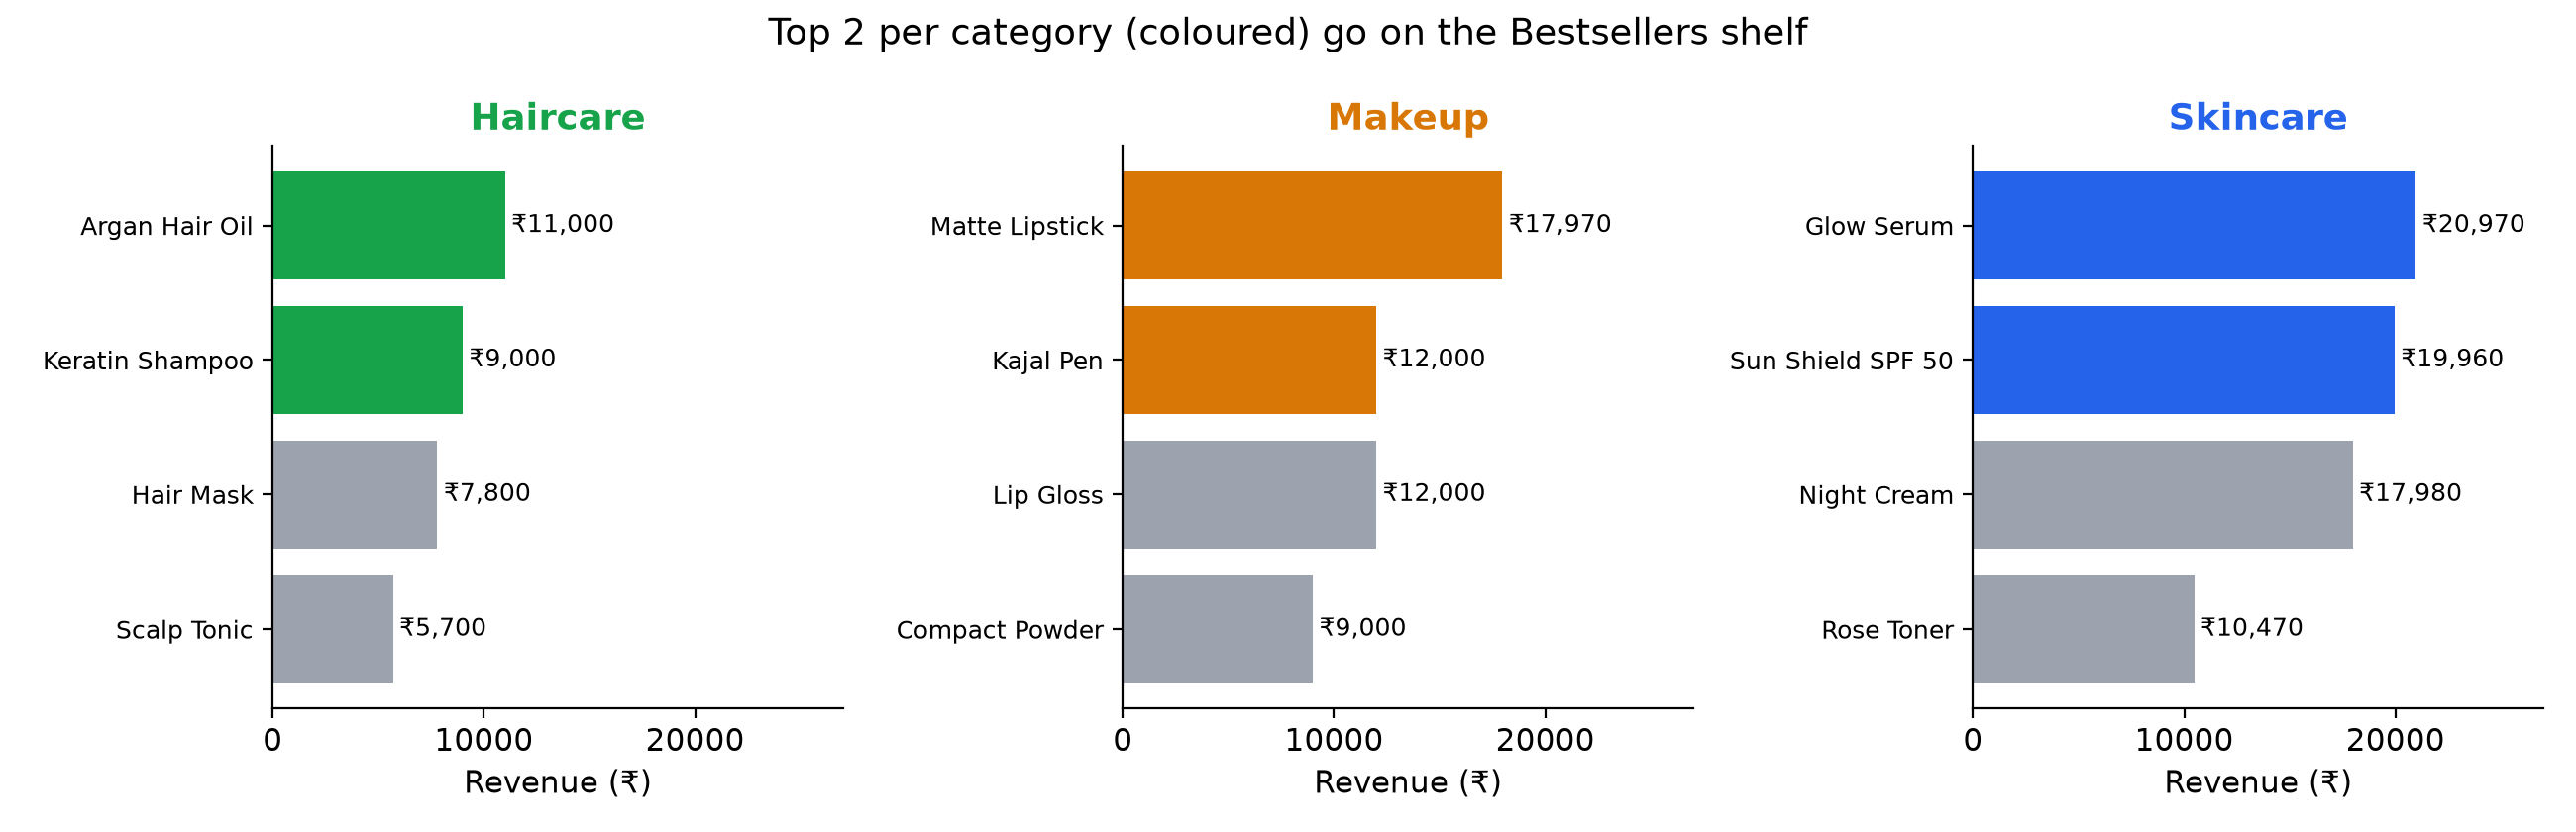 Top 2 per category (coloured) go on the Bestsellers shelf
Haircare
Argan Hair Oil ₹11,000
Keratin Shampoo ₹9,000
Hair Mask ₹7,800
Scalp Tonic ₹5,700
0 10000 20000
Revenue (₹)
Makeup
Matte Lipstick ₹17,970
Kajal Pen ₹12,000
Lip Gloss ₹12,000
Compact Powder ₹9,000
0 10000 20000
Revenue (₹)
Skincare
Glow Serum ₹20,970
Sun Shield SPF 50 ₹19,960
Night Cream ₹17,980
Rose Toner ₹10,470
0 10000 20000
Revenue (₹)